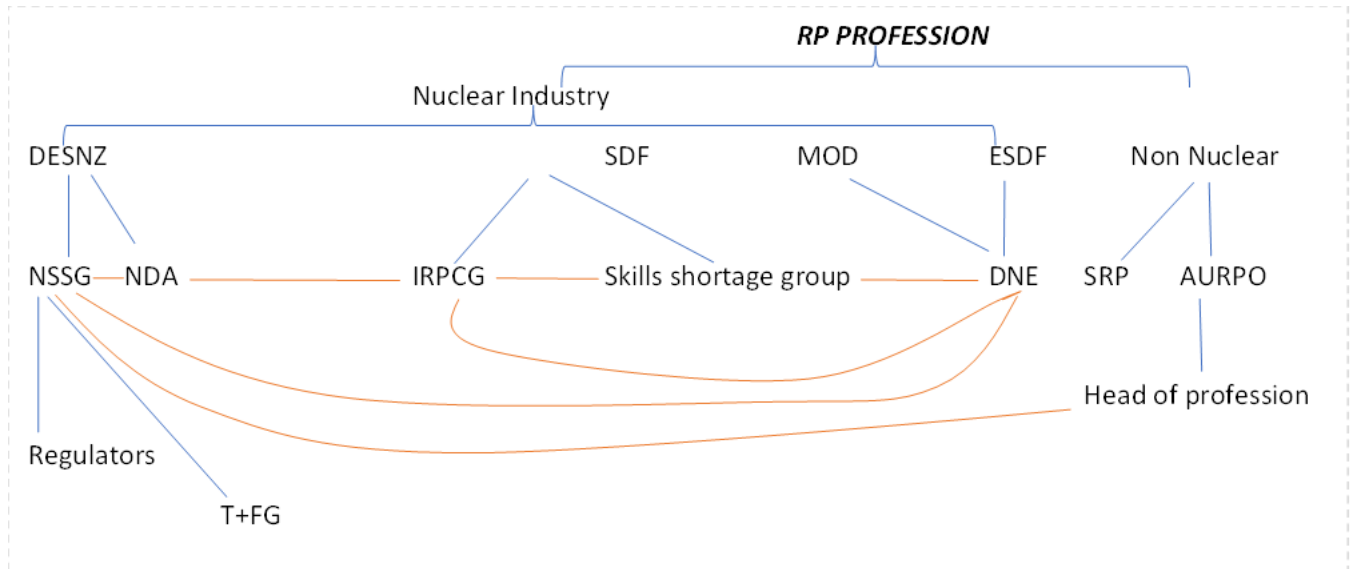 RP PROFESSION
Nuclear Industry
DESNZ
SDF
MOD
ESDF
Non Nuclear
NSSG
NDA
IRPCG
Skills shortage group
DNE
SRP
AURPO
Head of profession
Regulators
T+FG